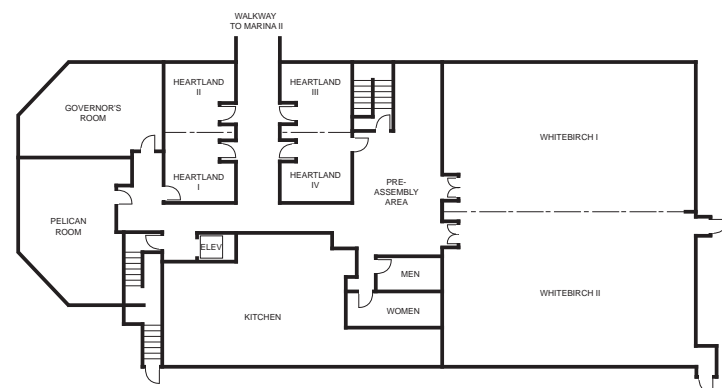 WALKWAY
TO MARINA II
HEARTLAND
II
HEARTLAND
III
GOVERNOR'S
ROOM
WHITEBIRCH I
HEARTLAND
I
HEARTLAND
IV
PRE-
ASSEMBLY
AREA
PELICAN
ROOM
ELEV
MEN
WHITEBIRCH II
WOMEN
KITCHEN